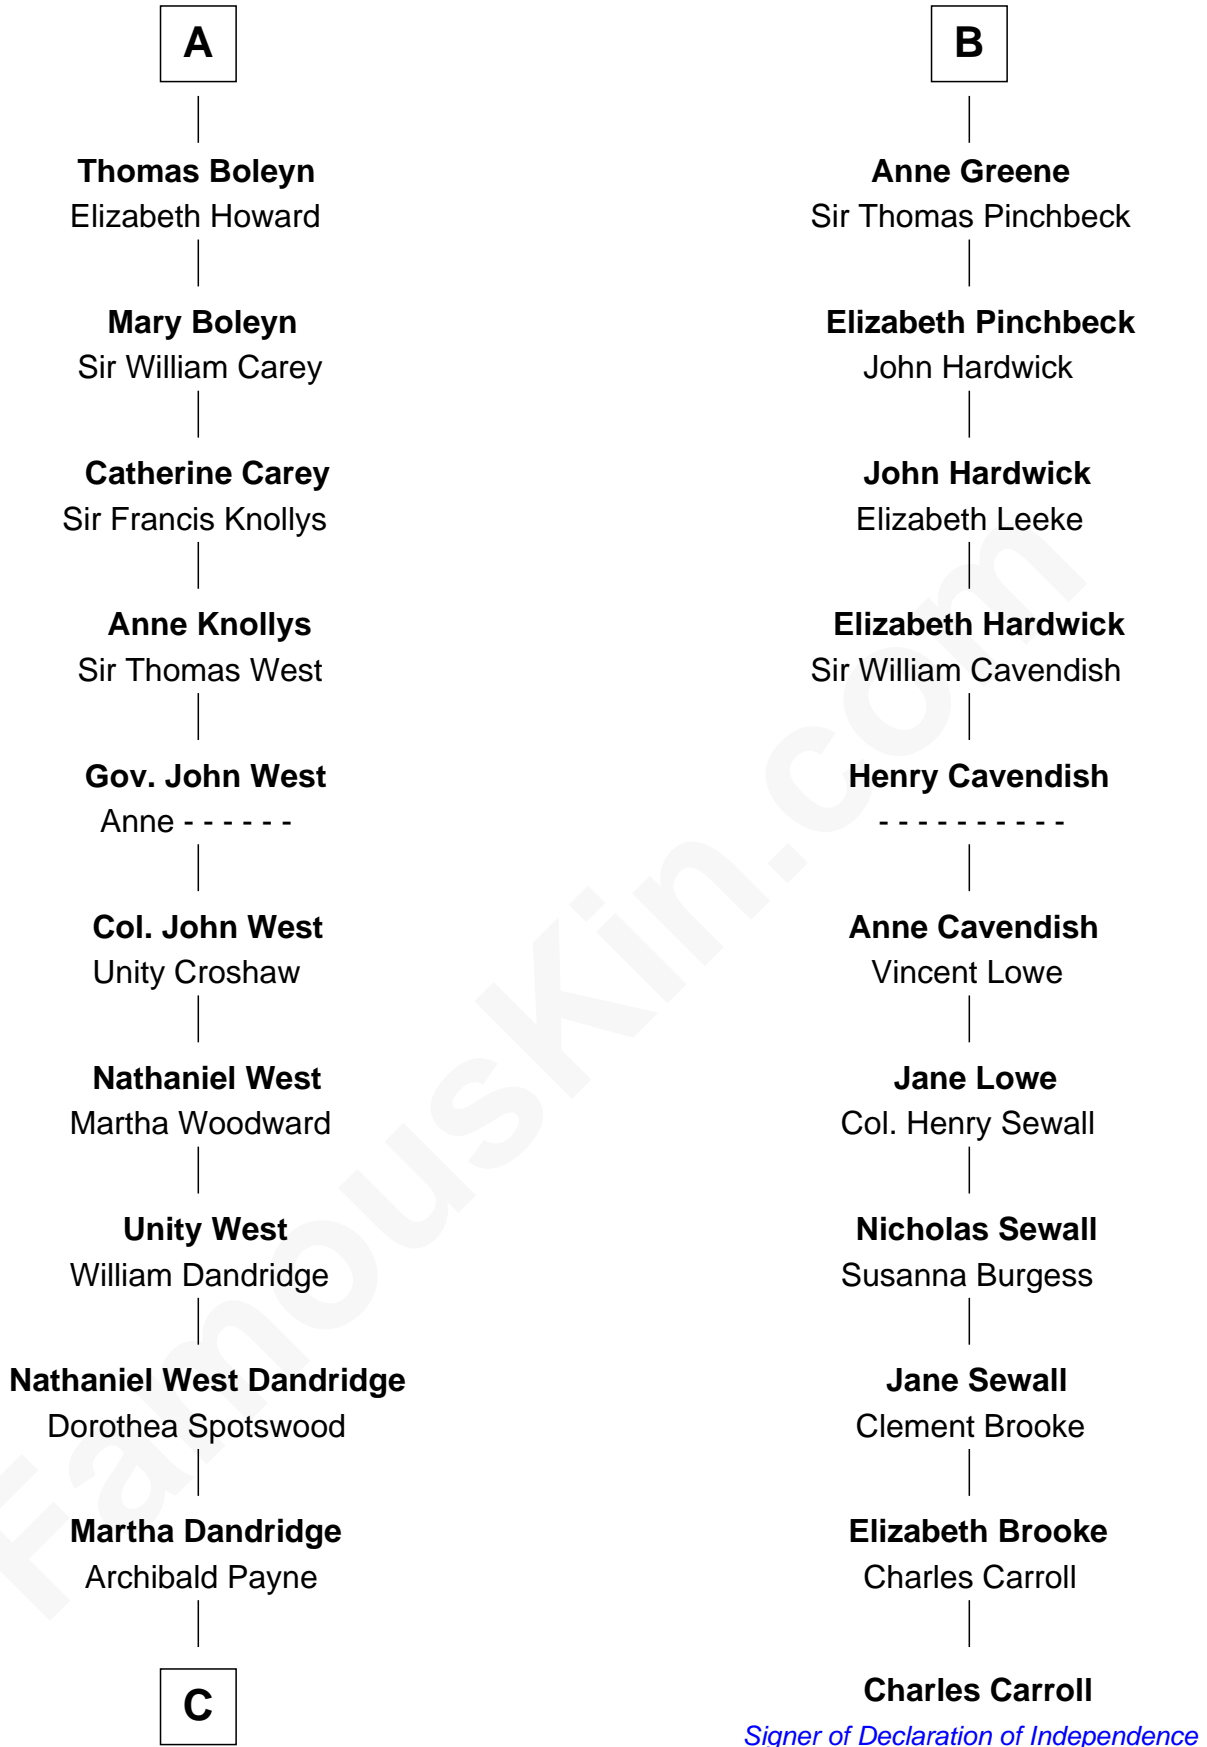 A
Thomas Boleyn
Elizabeth Howard
Mary Boleyn
Sir William Carey
Catherine Carey
Sir Francis Knollys
Anne Knollys
Sir Thomas West
Gov. John West
Anne - - - - - -
Col. John West
Unity Croshaw
Nathaniel West
Martha Woodward
Unity West
William Dandridge
Nathaniel West Dandridge
Dorothea Spotswood
Martha Dandridge
Archibald Payne
C
B
Anne Greene
Sir Thomas Pinchbeck
Elizabeth Pinchbeck
John Hardwick
John Hardwick
Elizabeth Leeke
Elizabeth Hardwick
Sir William Cavendish
Henry Cavendish
- - - - - - - - - -
Anne Cavendish
Vincent Lowe
Jane Lowe
Col. Henry Sewall
Nicholas Sewall
Susanna Burgess
Jane Sewall
Clement Brooke
Elizabeth Brooke
Charles Carroll
Charles Carroll
Signer of Declaration of Independence
FamousKin.com